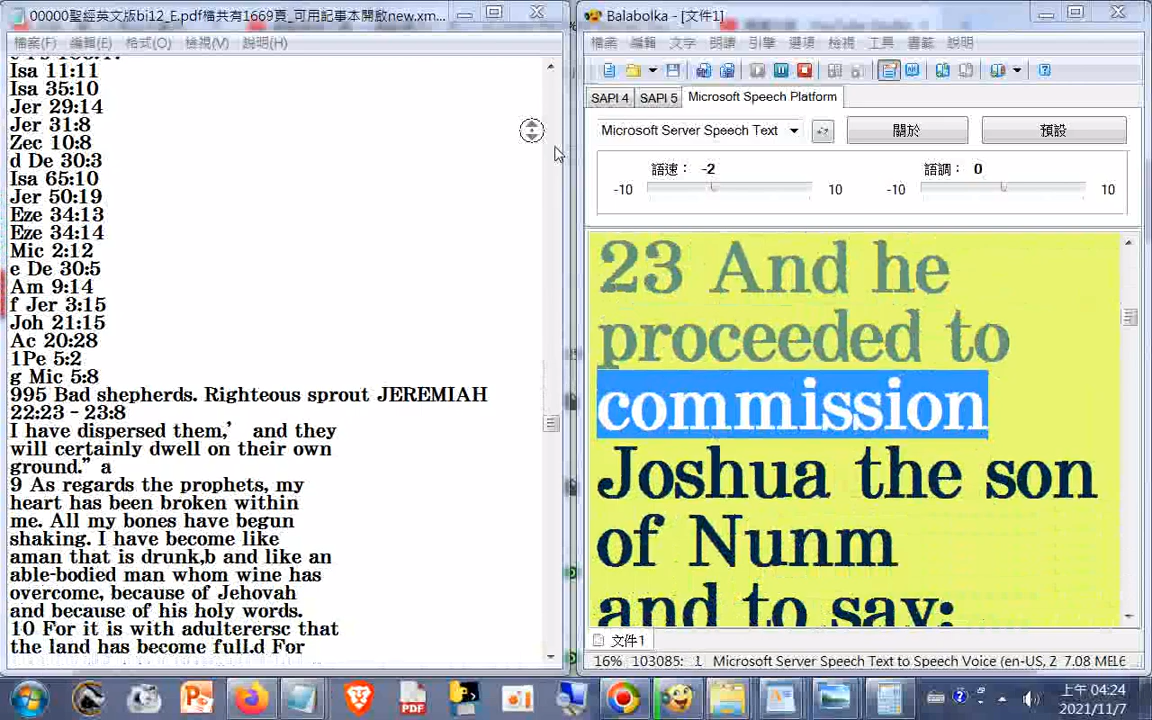 00000聖經英文版bi12_E.pdf檔共有1669頁_可用記事本開啟new.xm...
檔案(F) 編輯(E) 格式(O) 檢視(V) 說明(H)
Isa 11:11
Isa 35:10
Jer 29:14
Jer 31:8
Zec 10:8
d De 30:3
Isa 65:10
Jer 50:19
Eze 34:13
Eze 34:14
Mic 2:12
e De 30:5
Am 9:14
f Jer 3:15
Joh 21:15
Ac 20:28
1Pe 5:2
g Mic 5:8
995 Bad shepherds. Righteous sprout JEREMIAH
22:23 – 23:8
I have dispersed them,’ and they
will certainly dwell on their own
ground.” a
9 As regards the prophets, my
heart has been broken within
me. All my bones have begun
shaking. I have become like
aman that is drunk,b and like an
able-bodied man whom wine has
overcome, because of Jehovah
and because of his holy words.
10 For it is with adulterersc that
the land has become full.d For
Balabolka - [文件1]
檔案 編輯 文字 朗讀 引擎 選項 檢視 工具 書籤 說明
SAPI 4 SAPI 5 Microsoft Speech Platform
Microsoft Server Speech Text 關於 預設
語速： -2 語調： 0
-10 10 -10 10
23 And he
proceeded to
commission
Joshua the son
of Nunm
and to say:
文件1
16% 103085: 1 Microsoft Server Speech Text to Speech Voice (en-US, 2 7.08 МБ
PDF
上午 04:24
2021/11/7